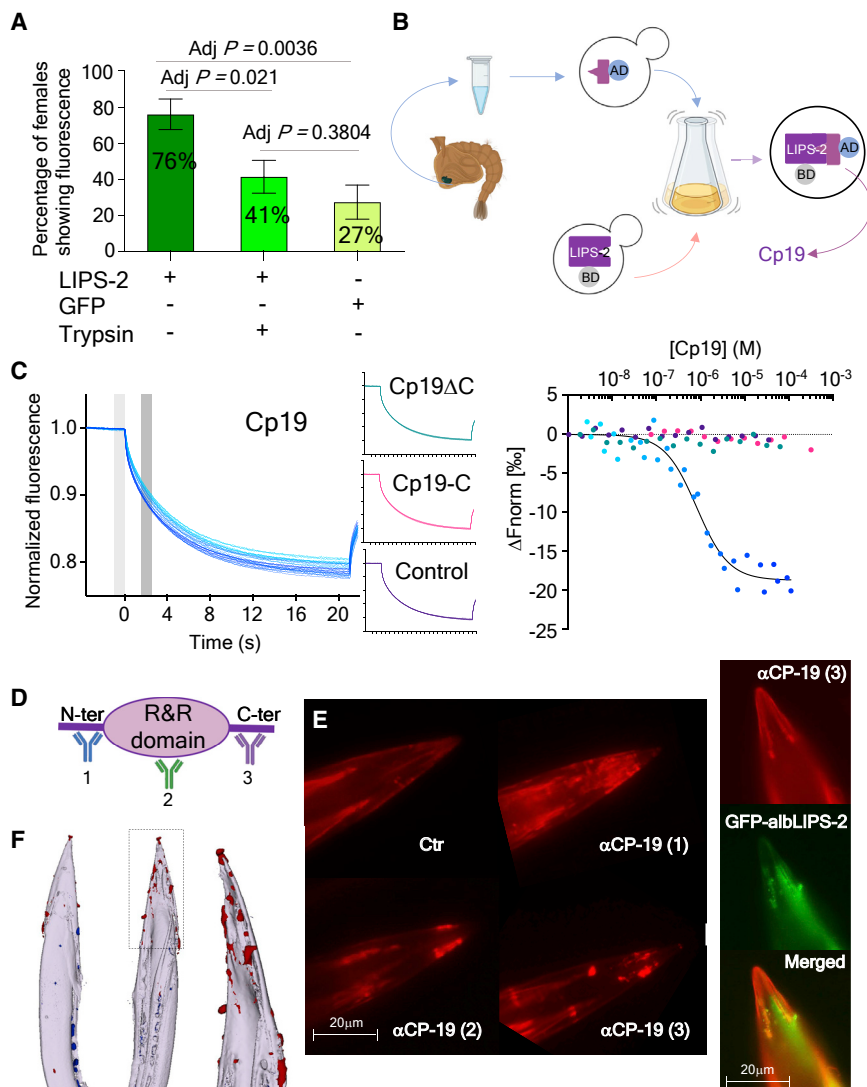 A
Adj P = 0.0036
Adj P = 0.021
Adj P = 0.3804
Percentage of females
showing fluorescence
100
80
60
40
20
0
76%
41%
27%
LIPS-2 + + -
GFP - - +
Trypsin - + -
B
AD
LIPS-2
BD
LIPS-2
AD
BD
Cp19
C
Normalized fluorescence
1.0
0.9
0.8
Cp19
0 4 8 12 16 20
Time (s)
Cp19ΔC
Cp19-C
Control
[Cp19] (M)
10-8 10-7 10-6 10-5 10-4 10-3
ΔFnorm [‰]
5
0
-5
-10
-15
-20
-25
D
N-ter
R&R
domain
C-ter
1
2
3
E
Ctr
αCP-19 (1)
αCP-19 (2)
αCP-19 (3)
20μm
αCP-19 (3)
GFP-albLIPS-2
Merged
20μm
F